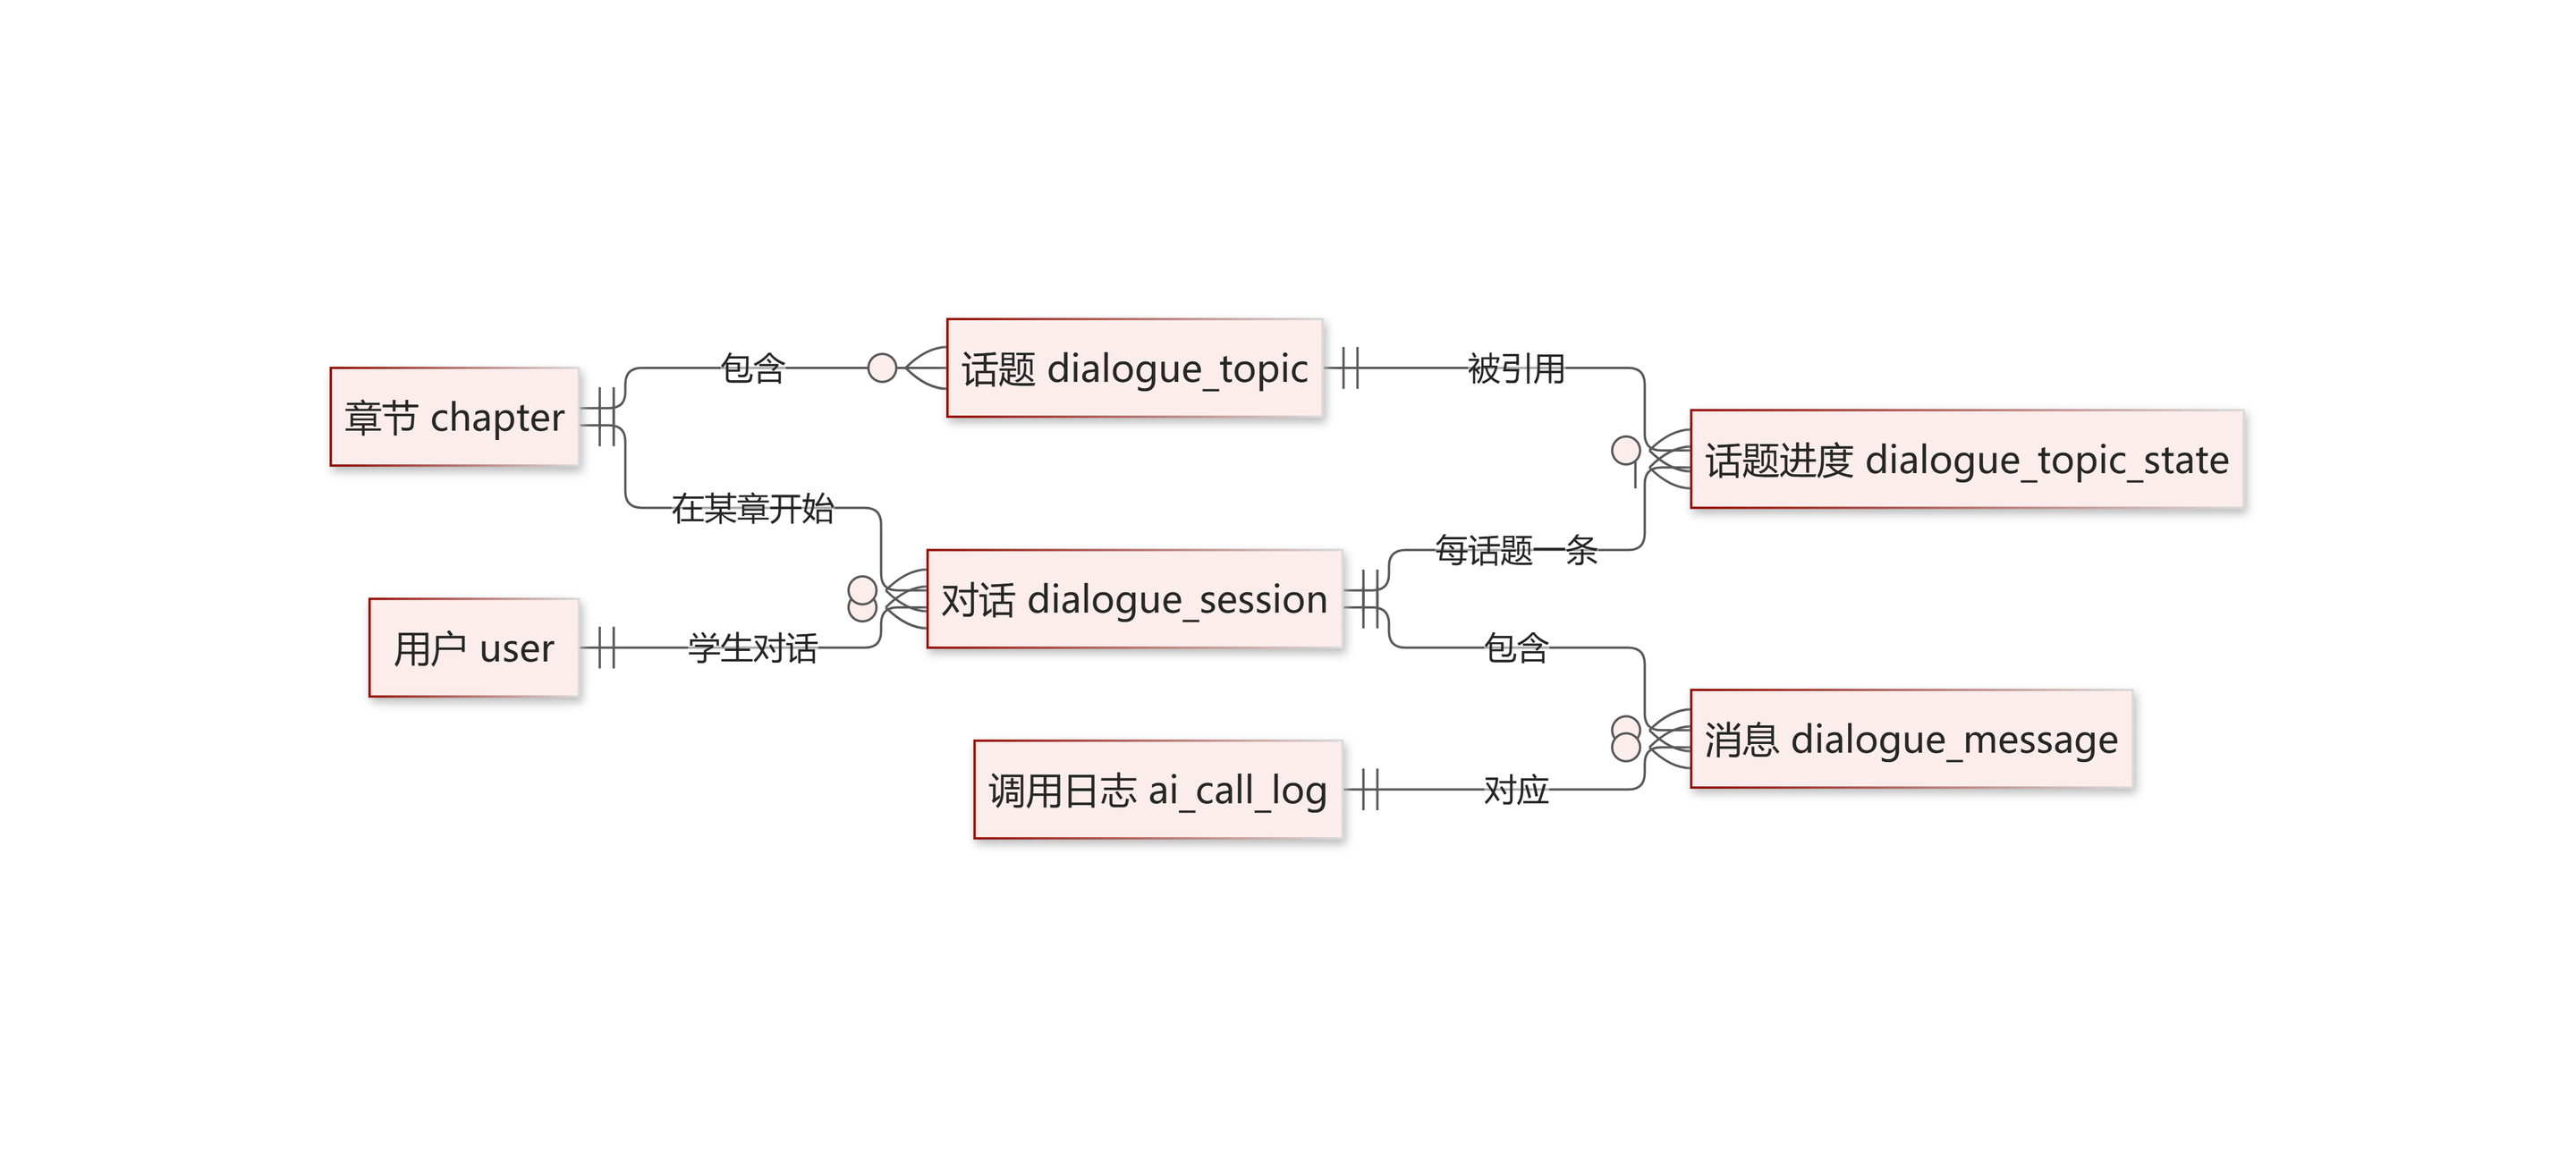 包含
话题 dialogue_topic
被引用
章节 chapter
话题进度 dialogue_topic_state
在某章开始
每话题一条
对话 dialogue_session
用户 user
学生对话
包含
消息 dialogue_message
调用日志 ai_call_log
对应